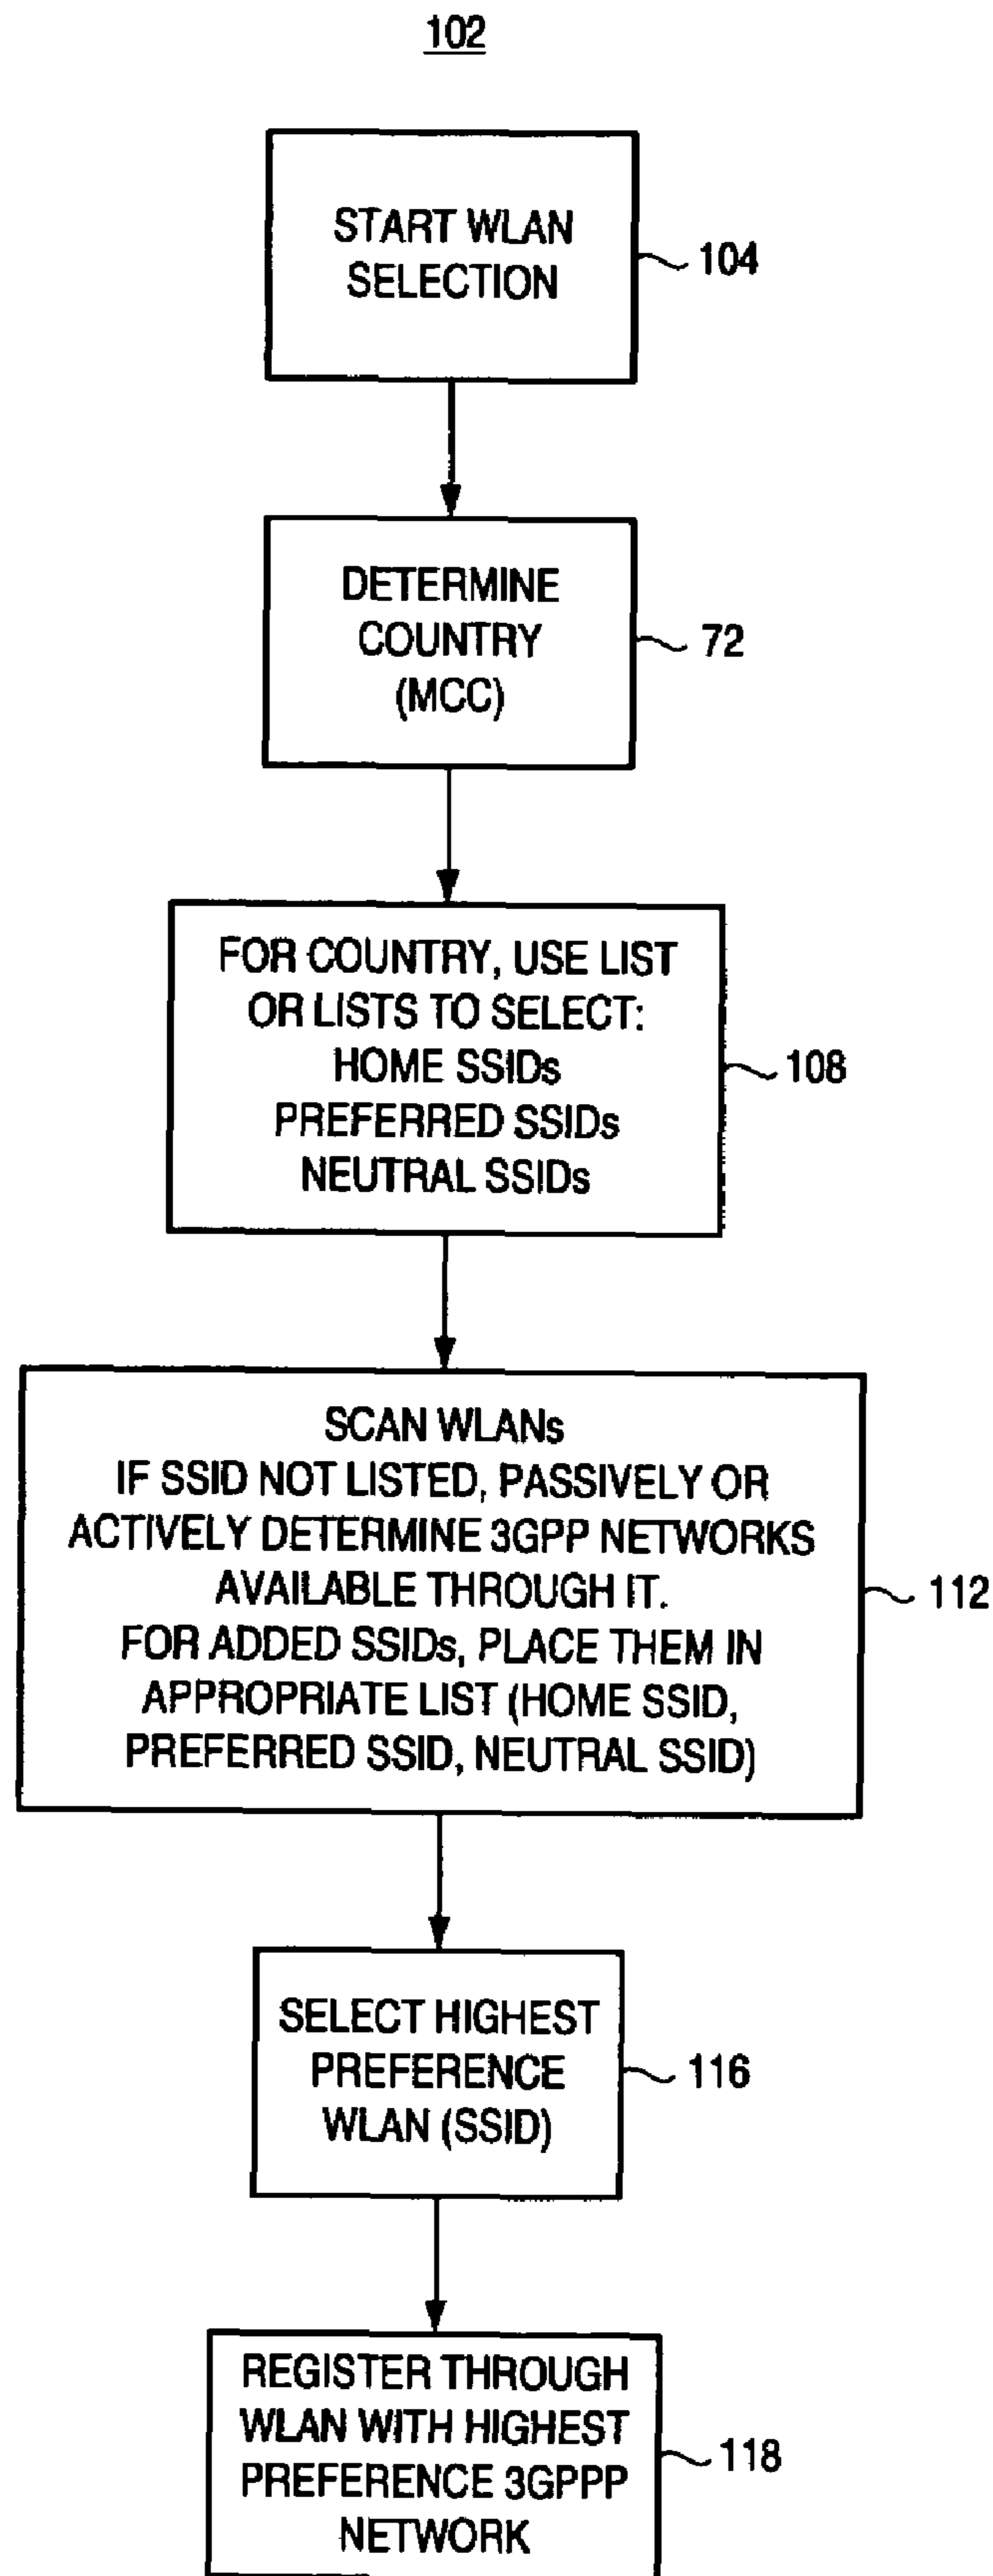 102
START WLAN
SELECTION
104
DETERMINE
COUNTRY
(MCC)
72
FOR COUNTRY, USE LIST
OR LISTS TO SELECT:
HOME SSIDs
PREFERRED SSIDs
NEUTRAL SSIDs
108
SCAN WLANs
IF SSID NOT LISTED, PASSIVELY OR
ACTIVELY DETERMINE 3GPP NETWORKS
AVAILABLE THROUGH IT.
FOR ADDED SSIDs, PLACE THEM IN
APPROPRIATE LIST (HOME SSID,
PREFERRED SSID, NEUTRAL SSID)
112
SELECT HIGHEST
PREFERENCE
WLAN (SSID)
116
REGISTER THROUGH
WLAN WITH HIGHEST
PREFERENCE 3GPPP
NETWORK
118